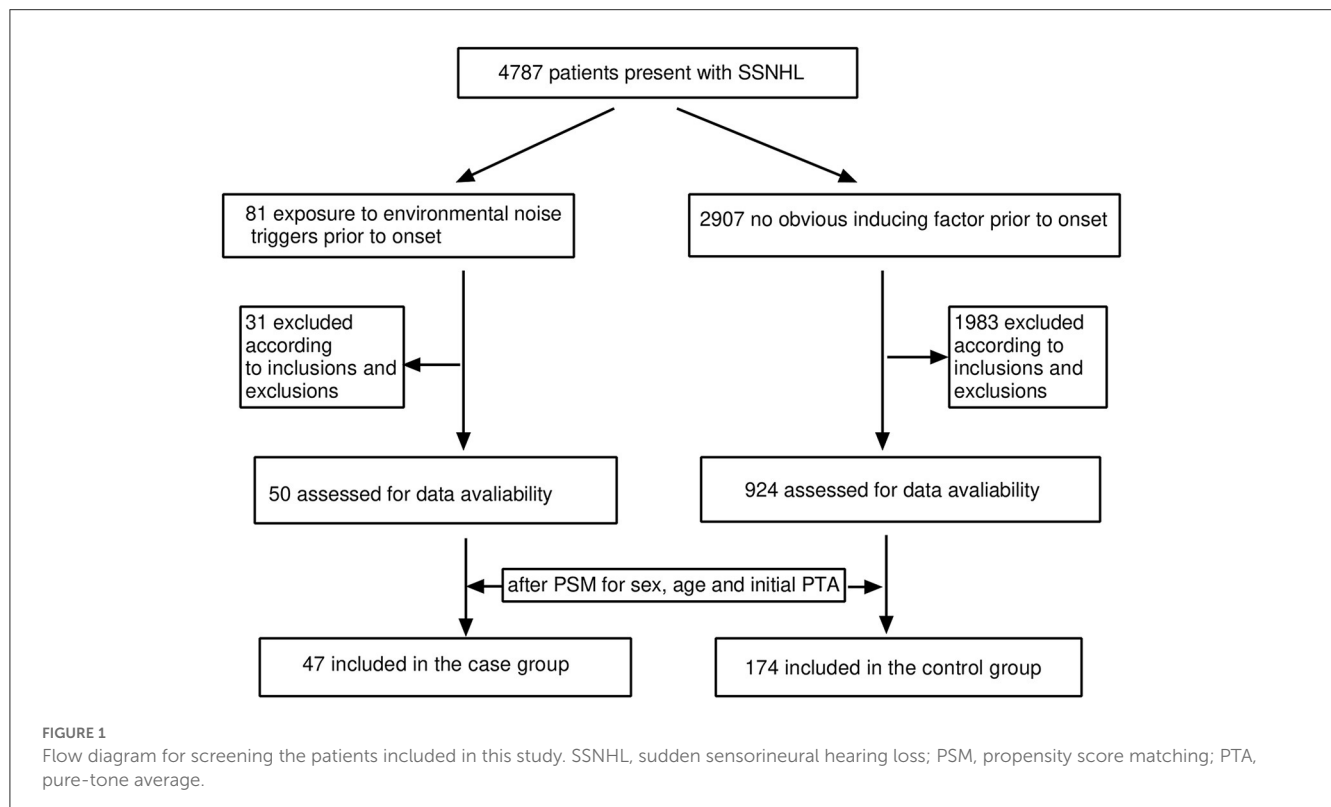 4787 patients present with SSNHL
81 exposure to environmental noise
triggers prior to onset
2907 no obvious inducing factor prior to onset
31 excluded
according
to inclusions and
exclusions
1983 excluded
according to
inclusions and
exclusions
50 assessed for data avaliability
924 assessed for data avaliability
after PSM for sex, age and initial PTA
47 included in the case group
174 included in the control group
FIGURE 1
Flow diagram for screening the patients included in this study. SSNHL, sudden sensorineural hearing loss; PSM, propensity score matching; PTA,
pure-tone average.